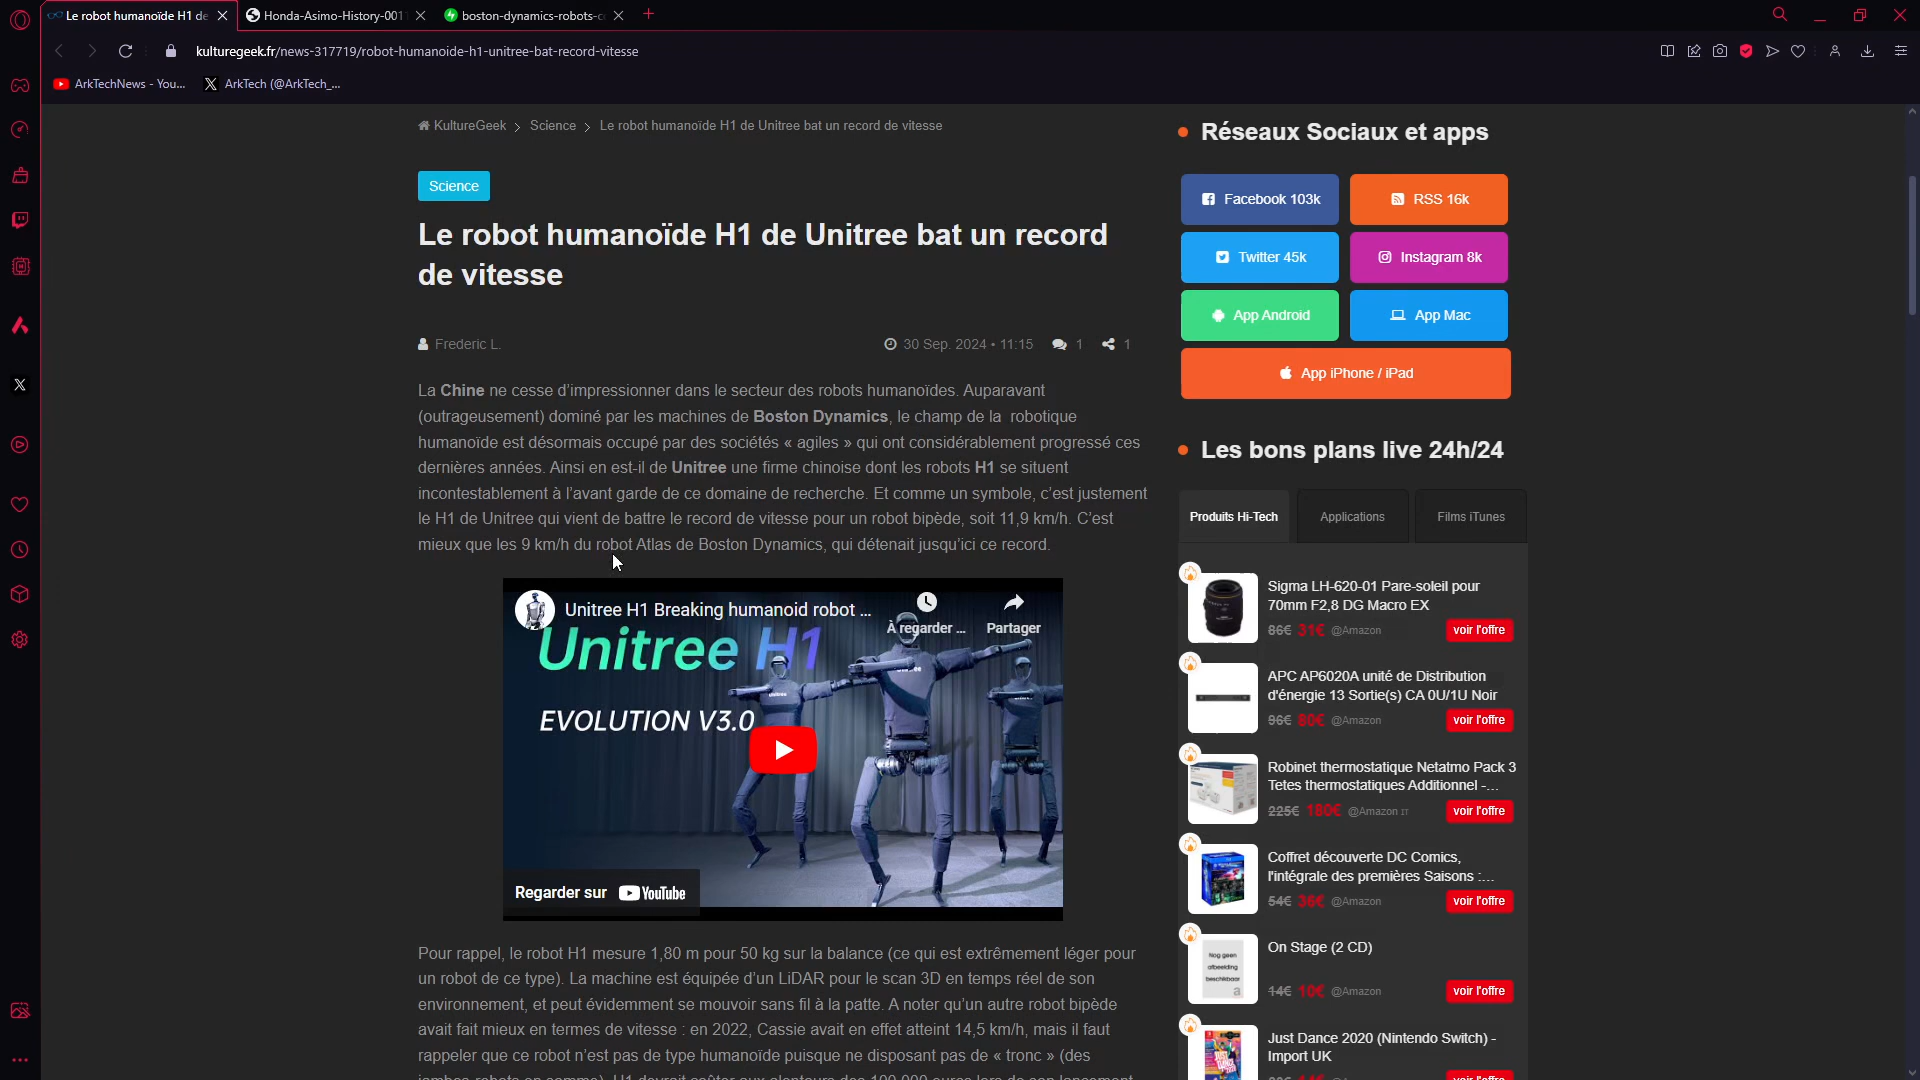 Le robot humanoïde H1 de
Honda-Asimo-History-001
boston-dynamics-robots-c
kulturegeek.fr/news-317719/robot-humanoide-h1-unitree-bat-record-vitesse
ArkTechNews - You...
ArkTech (@ArkTech_...
KultureGeek > Science > Le robot humanoïde H1 de Unitree bat un record de vitesse
Science
Le robot humanoïde H1 de Unitree bat un record
de vitesse
Frederic L.
30 Sep. 2024 • 11:15
1
1
La Chine ne cesse d'impressionner dans le secteur des robots humanoïdes. Auparavant
(outrageusement) dominé par les machines de Boston Dynamics, le champ de la robotique
humanoïde est désormais occupé par des sociétés « agiles » qui ont considérablement progressé ces
dernières années. Ainsi en est-il de Unitree une firme chinoise dont les robots H1 se situent
incontestablement à l'avant garde de ce domaine de recherche. Et comme un symbole, c'est justement
le H1 de Unitree qui vient de battre le record de vitesse pour un robot bipède, soit 11,9 km/h. C'est
mieux que les 9 km/h du robot Atlas de Boston Dynamics, qui détenait jusqu'ici ce record.
Unitree H1 Breaking humanoid robot ...
À regarder ...
Partager
Unitree H1
EVOLUTION V3.0
Regarder sur YouTube
Pour rappel, le robot H1 mesure 1,80 m pour 50 kg sur la balance (ce qui est extrêmement léger pour
un robot de ce type). La machine est équipée d'un LiDAR pour le scan 3D en temps réel de son
environnement, et peut évidemment se mouvoir sans fil à la patte. A noter qu'un autre robot bipède
avait fait mieux en termes de vitesse : en 2022, Cassie avait en effet atteint 14,5 km/h, mais il faut
rappeler que ce robot n'est pas de type humanoïde puisque ne disposant pas de « tronc » (des
Réseaux Sociaux et apps
Facebook 103k
RSS 16k
Twitter 45k
Instagram 8k
App Android
App Mac
App iPhone / iPad
Les bons plans live 24h/24
Produits Hi-Tech
Applications
Films iTunes
Sigma LH-620-01 Pare-soleil pour
70mm F2,8 DG Macro EX
86€ 31€ @Amazon
voir l'offre
APC AP6020A unité de Distribution
d'énergie 13 Sortie(s) CA 0U/1U Noir
96€ 80€ @Amazon
voir l'offre
Robinet thermostatique Netatmo Pack 3
Tetes thermostatiques Additionnel -...
225€ 180€ @Amazon IT
voir l'offre
Coffret découverte DC Comics,
l'intégrale des premières Saisons :...
54€ 36€ @Amazon
voir l'offre
Nog geen
afbeelding
beschikbaar
a
On Stage (2 CD)
14€ 10€ @Amazon
voir l'offre
Just Dance 2020 (Nintendo Switch) -
Import UK